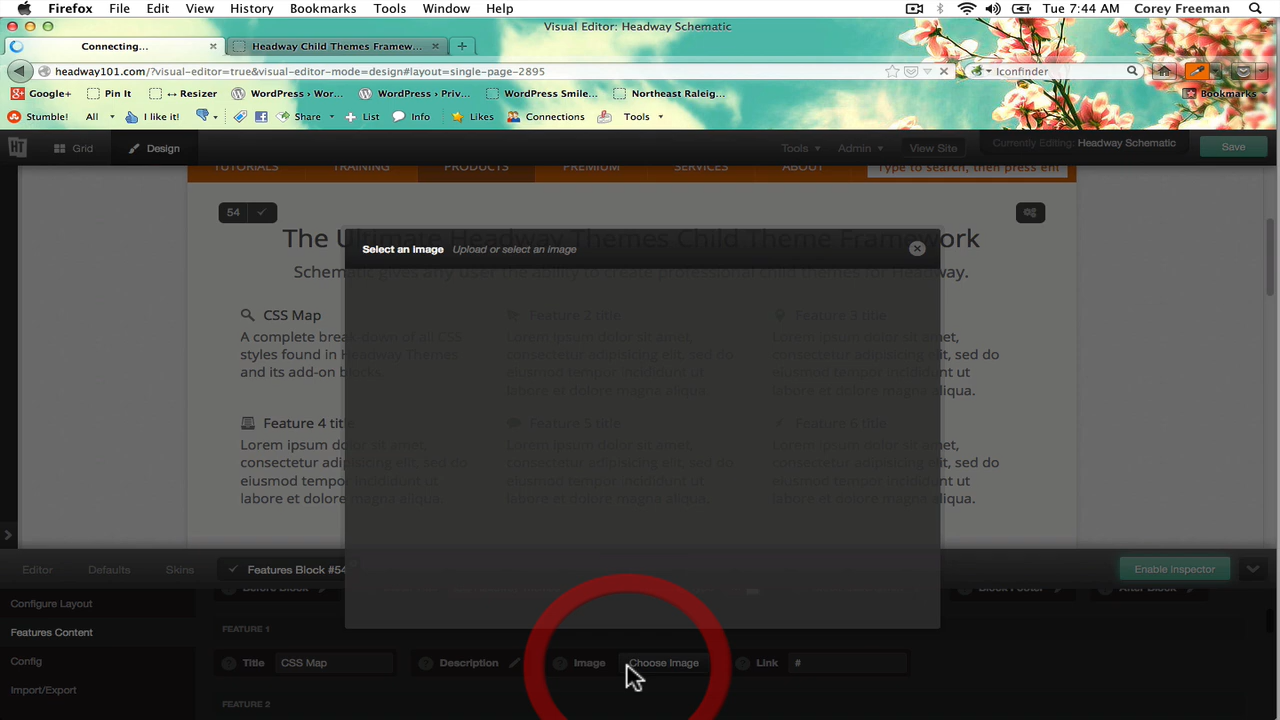 Firefox File Edit View History Bookmarks Tools Window Help Tue 7:44 AM Corey Freeman
Visual Editor: Headway Schematic
Connecting... Headway Child Themes Framew...
headway101.com/?visual-editor=true&visual-editor-mode=design#layout=single-page-2895 Iconfinder
Google+ Pin It ↔ Resizer WordPress › Wor... WordPress › Priv... WordPress Smile... Northeast Raleig... Bookmarks
Stumble! All I like it! Share List Info Likes Connections Tools
HT Grid Design Tools Admin View Site Currently Editing: Headway Schematic Save
TUTORIALS TRAINING PRODUCTS PREMIUM SERVICES ABOUT Type to search, then press ent
54
The Ultimate Headway Themes Child Theme Framework
Select an Image Upload or select an image
Schematic gives any user the ability to create professional child themes for Headway.
CSS Map Feature 2 title Feature 3 title
A complete break down of all CSS Lorem ipsum dolor sit amet, Lorem ipsum dolor sit amet,
styles found in Headway Themes consectetur adipisicing elit, sed do consectetur adipisicing elit, sed do
and its add-on blocks. eiusmod tempor incididunt ut eiusmod tempor incididunt ut
labore et dolore magna aliqua. labore et dolore magna aliqua.
Feature 4 title Feature 5 title Feature 6 title
Lorem ipsum dolor sit amet, Lorem ipsum dolor sit amet, Lorem ipsum dolor sit amet,
consectetur adipisicing elit, sed do consectetur adipisicing elit, sed do consectetur adipisicing elit, sed do
eiusmod tempor incididunt ut eiusmod tempor incididunt ut eiusmod tempor incididunt ut
labore et dolore magna aliqua. labore et dolore magna aliqua. labore et dolore magna aliqua.
Editor Defaults Skins Features Block #54 Enable Inspector
Before Block Block Footer After Block
Configure Layout
FEATURE 1
Features Content
Config Title CSS Map Description Image Choose Image Link #
Import/Export
FEATURE 2